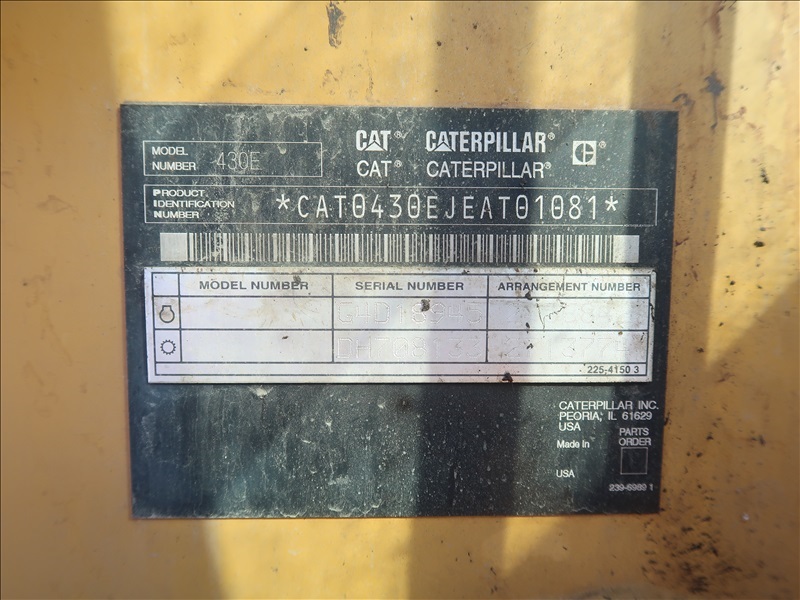 MODEL NUMBER 430E
CAT® CATERPILLAR®
CAT® CATERPILLAR®
PRODUCT IDENTIFICATION NUMBER *CAT0430EJEAT01081*
MODEL NUMBER SERIAL NUMBER ARRANGEMENT NUMBER
225-4150 3
CATERPILLAR INC.
PEORIA, IL 61629
USA
Made in
USA
PARTS
ORDER
239-6989 1